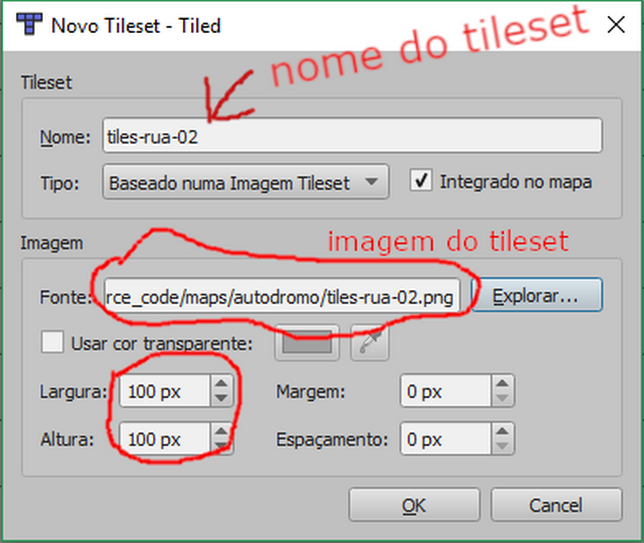 Novo Tileset - Tiled
nome do tileset
Tileset
Nome: tiles-rua-02
Tipo: Baseado numa Imagem Tileset Integrado no mapa
Imagem
imagem do tileset
Fonte: rce_code/maps/autodromo/tiles-rua-02.png Explorar...
Usar cor transparente:
Largura: 100 px Margem: 0 px
Altura: 100 px Espaçamento: 0 px
OK Cancel